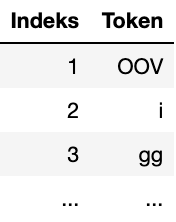 Indeks Token
1 OOV
2 i
3 gg
... ...